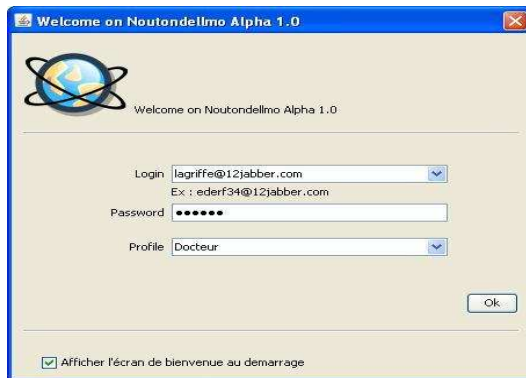 Welcome on Noutondellmo Alpha 1.0
Welcome on Noutondellmo Alpha 1.0
Login lagriffe@12jabber.com
Ex : ederf34@12jabber.com
Password ●●●●●●
Profile Docteur
Ok
Afficher l'écran de bienvenue au demarrage